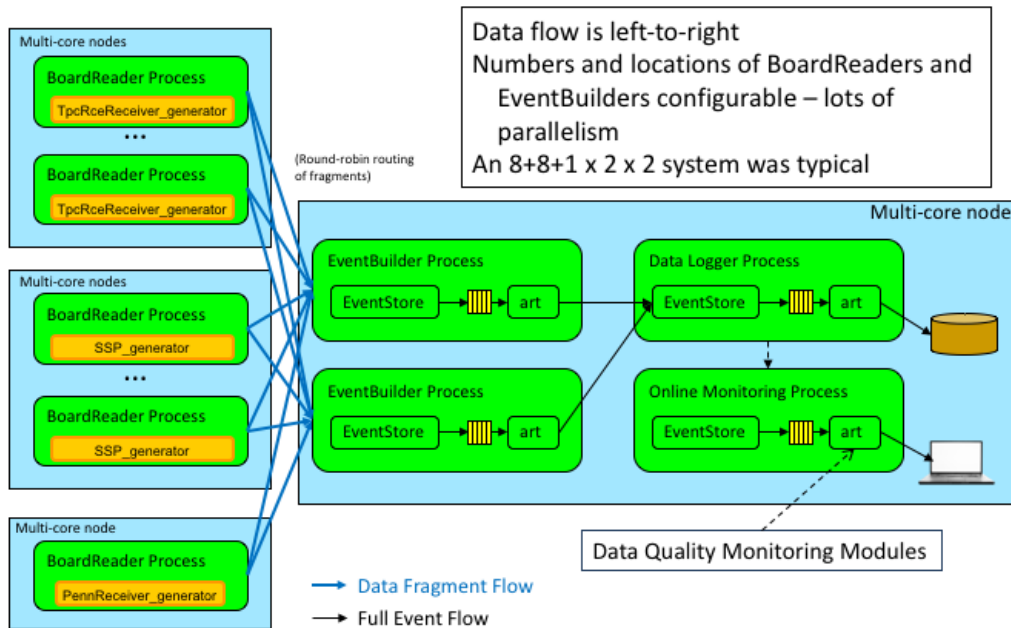 Multi-core nodes
BoardReader Process
TpcRceReceiver_generator
...
BoardReader Process
TpcRceReceiver_generator
(Round-robin routing
of fragments)
Data flow is left-to-right
Numbers and locations of BoardReaders and
EventBuilders configurable – lots of
parallelism
An 8+8+1 x 2 x 2 system was typical
Multi-core nodes
BoardReader Process
SSP_generator
...
BoardReader Process
SSP_generator
Multi-core node
BoardReader Process
PennReceiver_generator
Multi-core node
EventBuilder Process
EventStore
art
EventBuilder Process
EventStore
art
Data Logger Process
EventStore
art
Online Monitoring Process
EventStore
art
Data Quality Monitoring Modules
Data Fragment Flow
Full Event Flow